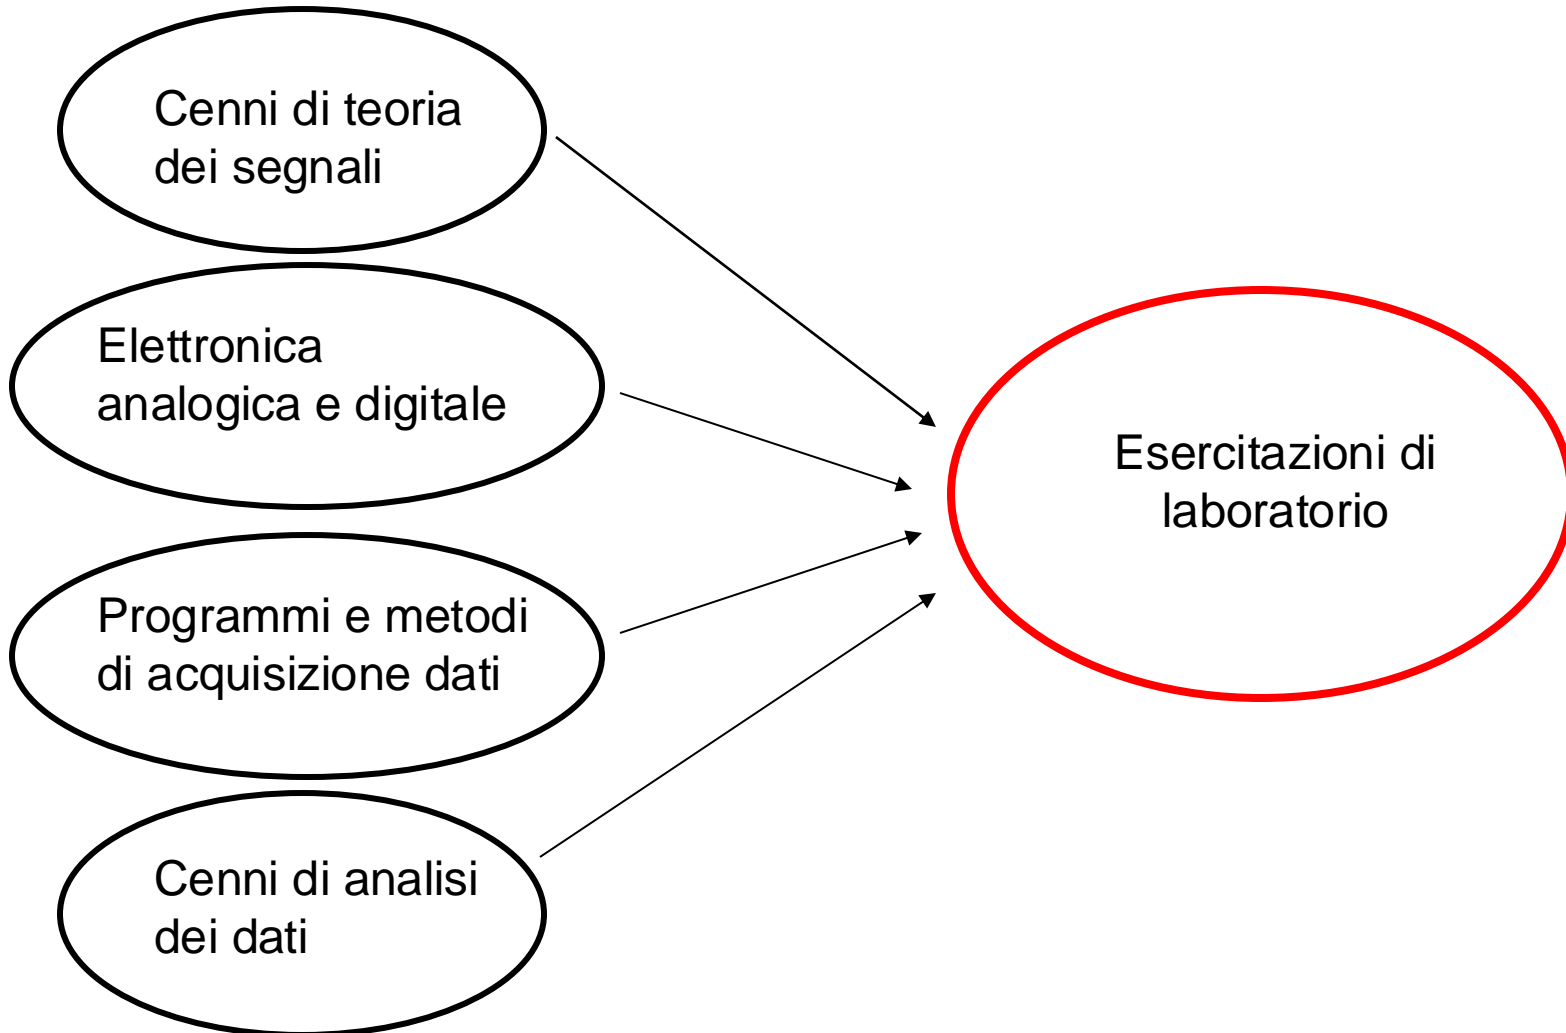 Cenni di teoria
dei segnali
Elettronica
analogica e digitale
Programmi e metodi
di acquisizione dati
Cenni di analisi
dei dati
Esercitazioni di
laboratorio